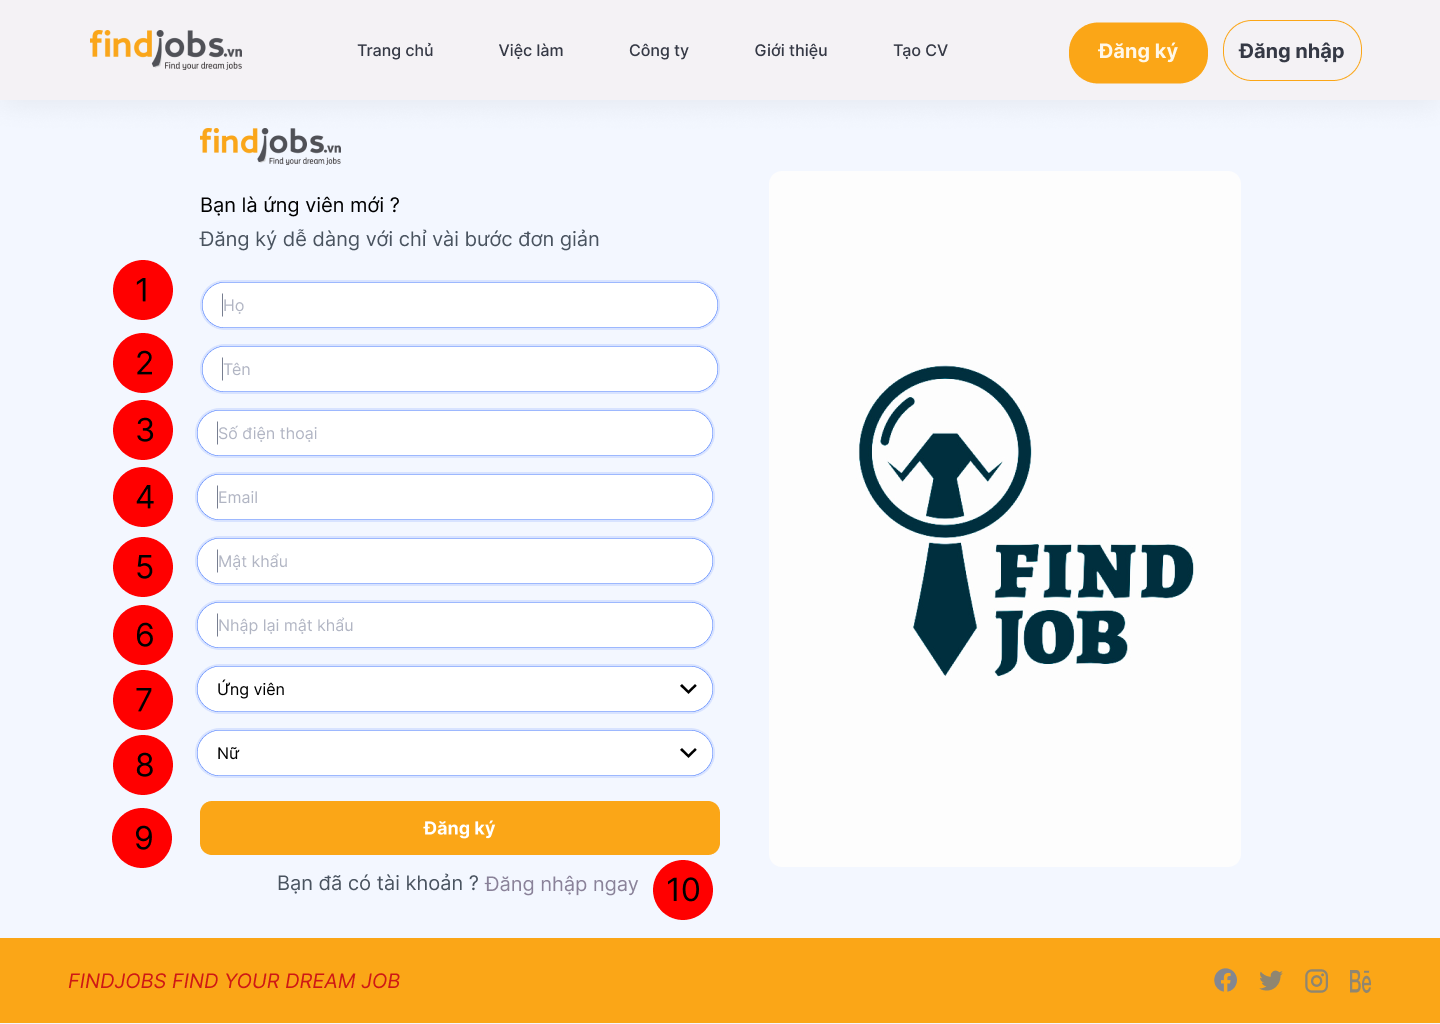 findjobs.vn
Find your dream jobs
Trang chủ
Việc làm
Công ty
Giới thiệu
Tạo CV
Đăng ký
Đăng nhập
findjobs.vn
Find your dream jobs
Bạn là ứng viên mới ?
Đăng ký dễ dàng với chỉ vài bước đơn giản
1
Họ
2
Tên
3
Số điện thoại
4
Email
5
Mật khẩu
6
Nhập lại mật khẩu
7
Ứng viên
8
Nữ
9
Đăng ký
Bạn đã có tài khoản ? Đăng nhập ngay
10
FIND
JOB
FINDJOBS FIND YOUR DREAM JOB
Bē